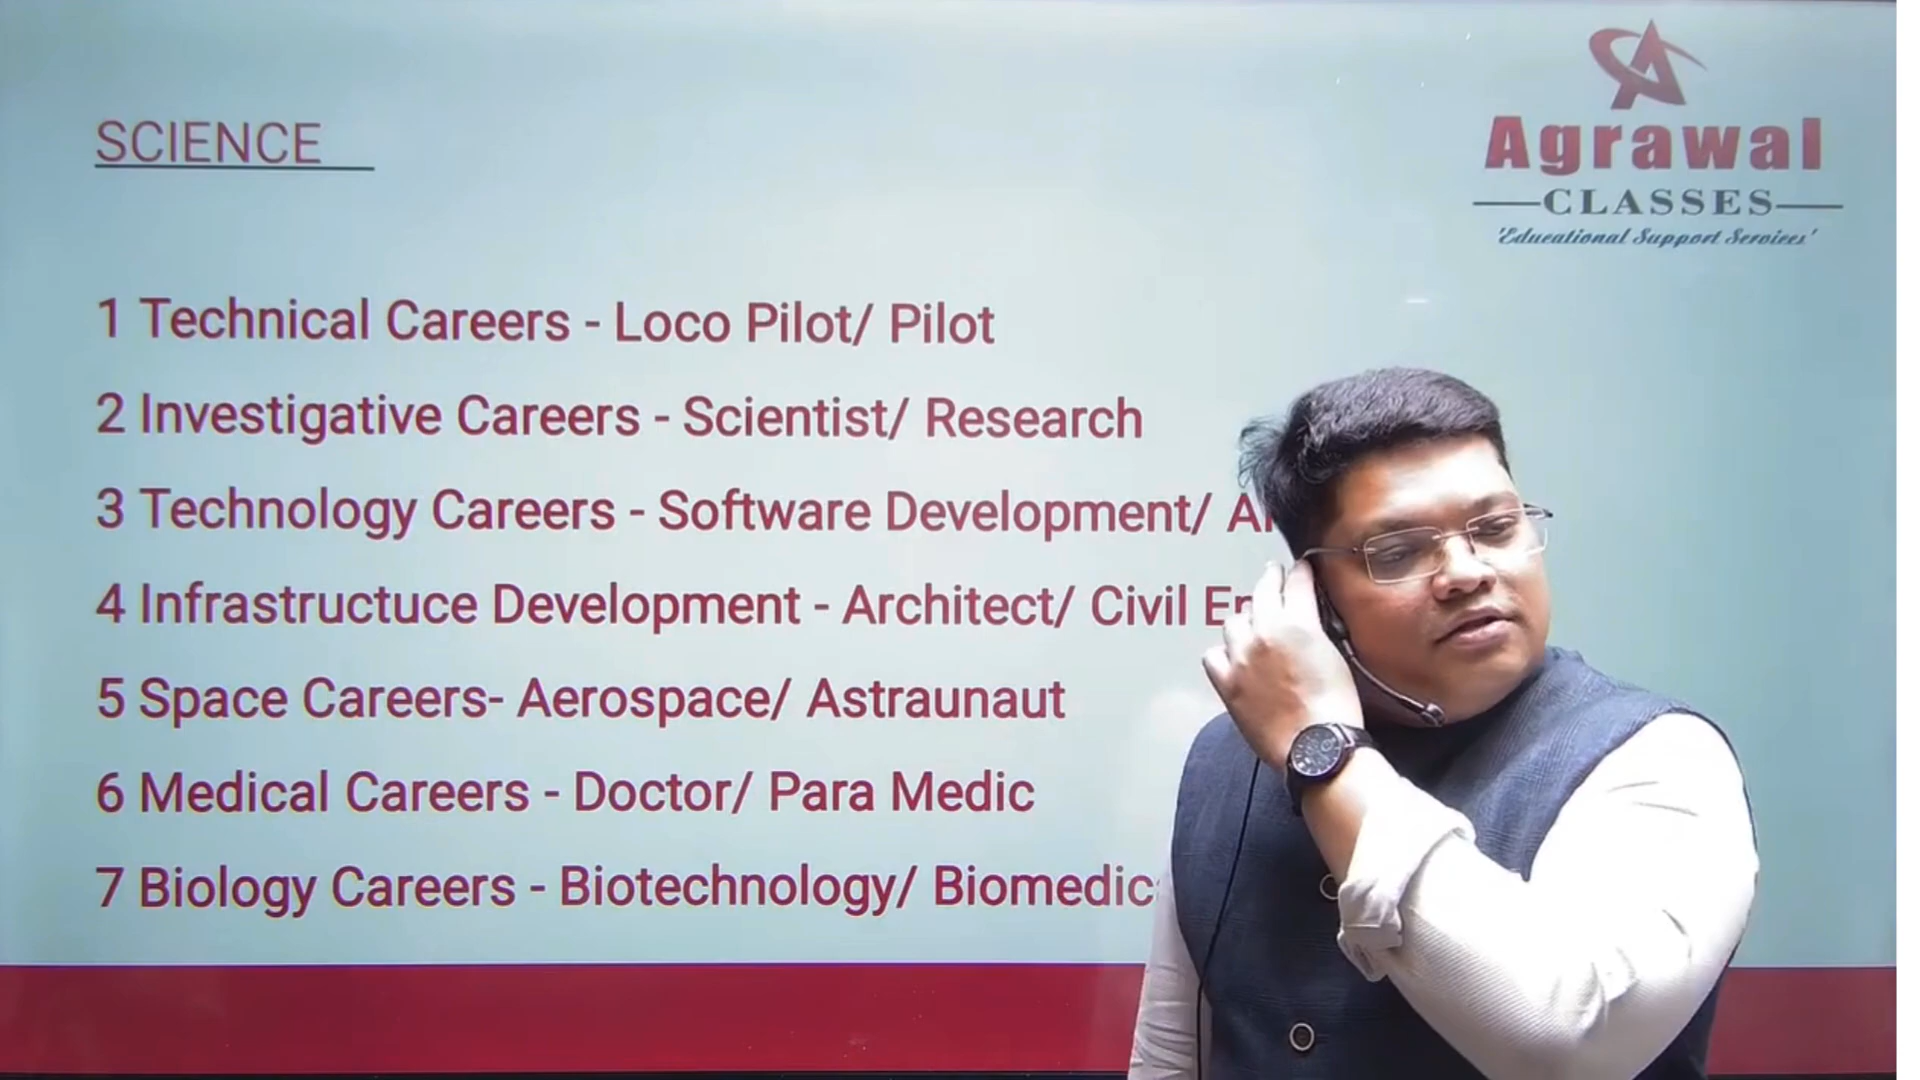 SCIENCE
Agrawal
CLASSES
'Educational Support Services'
1 Technical Careers - Loco Pilot/ Pilot
2 Investigative Careers - Scientist/ Research
3 Technology Careers - Software Development/
4 Infrastructuce Development - Architect/ Civil
5 Space Careers- Aerospace/ Astraunaut
6 Medical Careers - Doctor/ Para Medic
7 Biology Careers - Biotechnology/